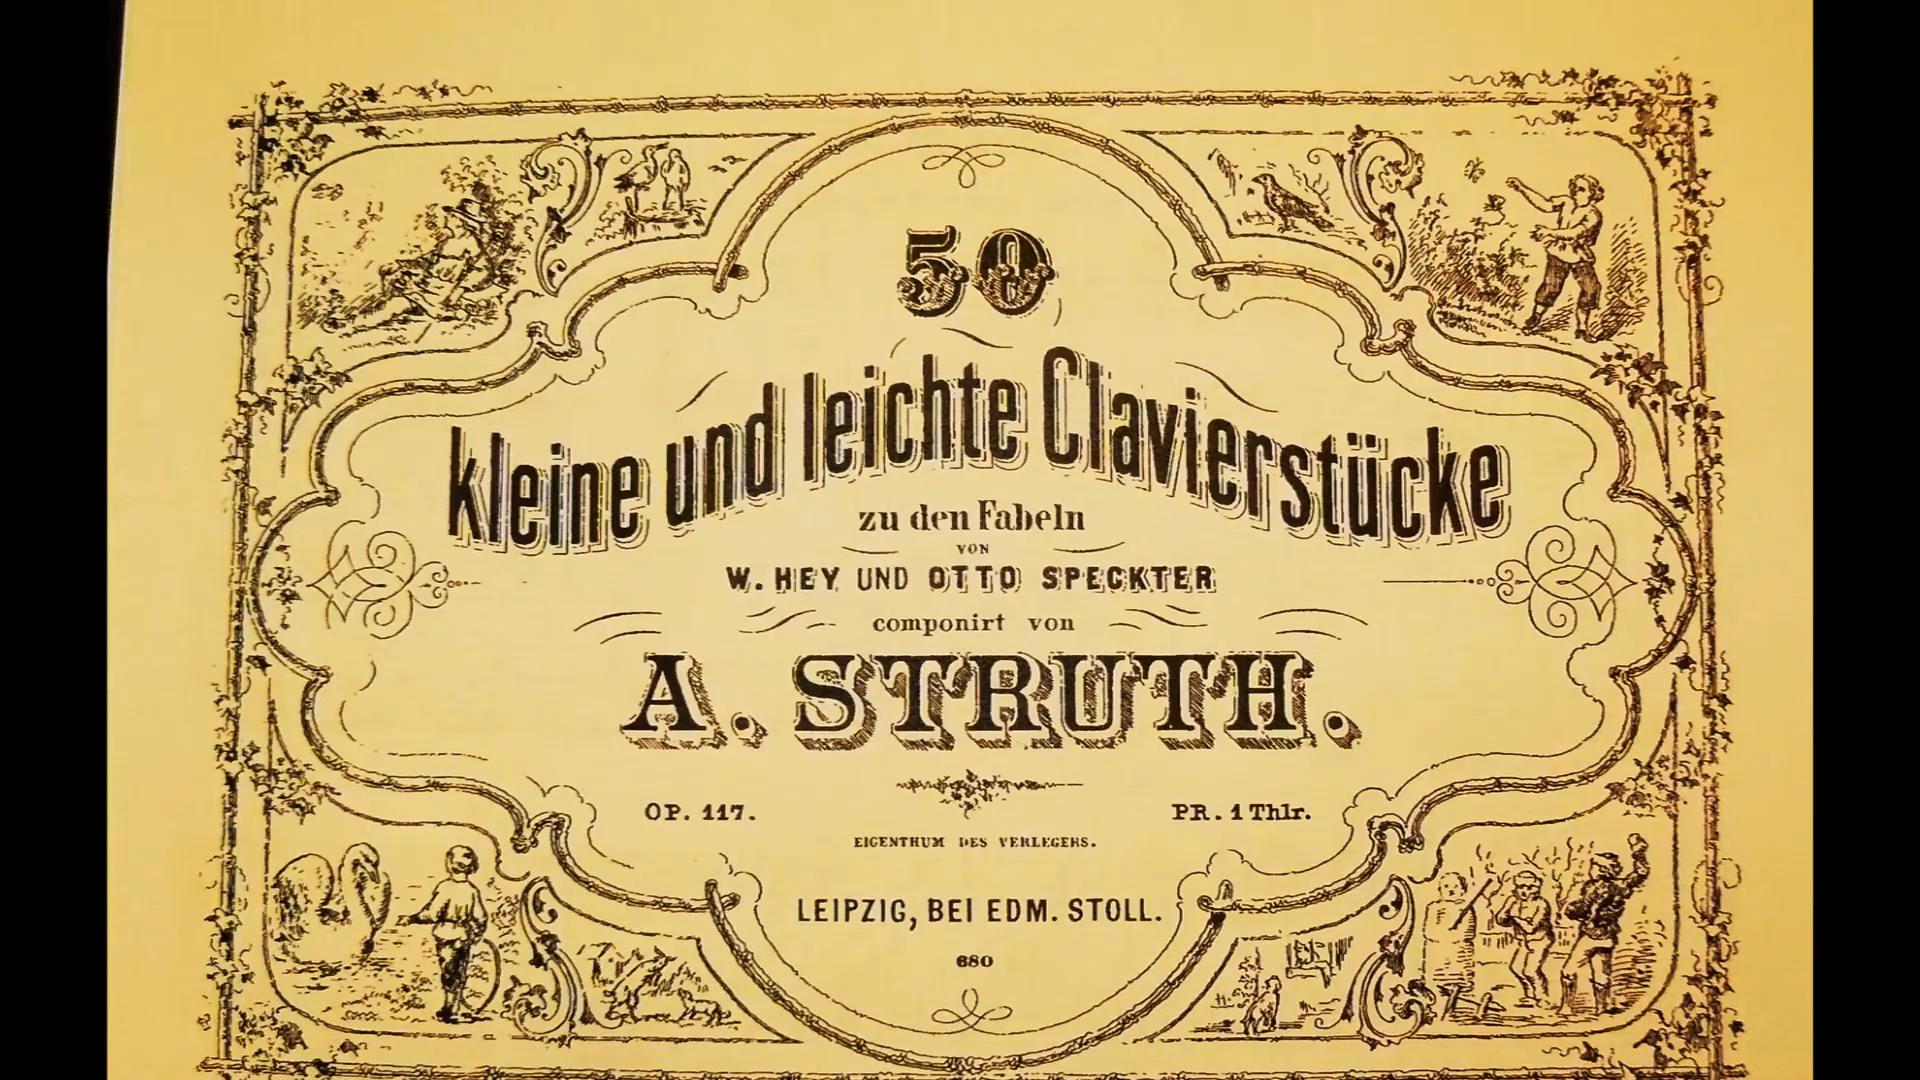 50
kleine und leichte Clavierstücke
zu den Fabeln
VON
W. HEY UND OTTO SPECKTER
componirt von
A. STRUTH.
OP. 117.
PR. 1 Thlr.
EIGENTHUM DES VERLEGERS.
LEIPZIG, BEI EDM. STOLL.
680